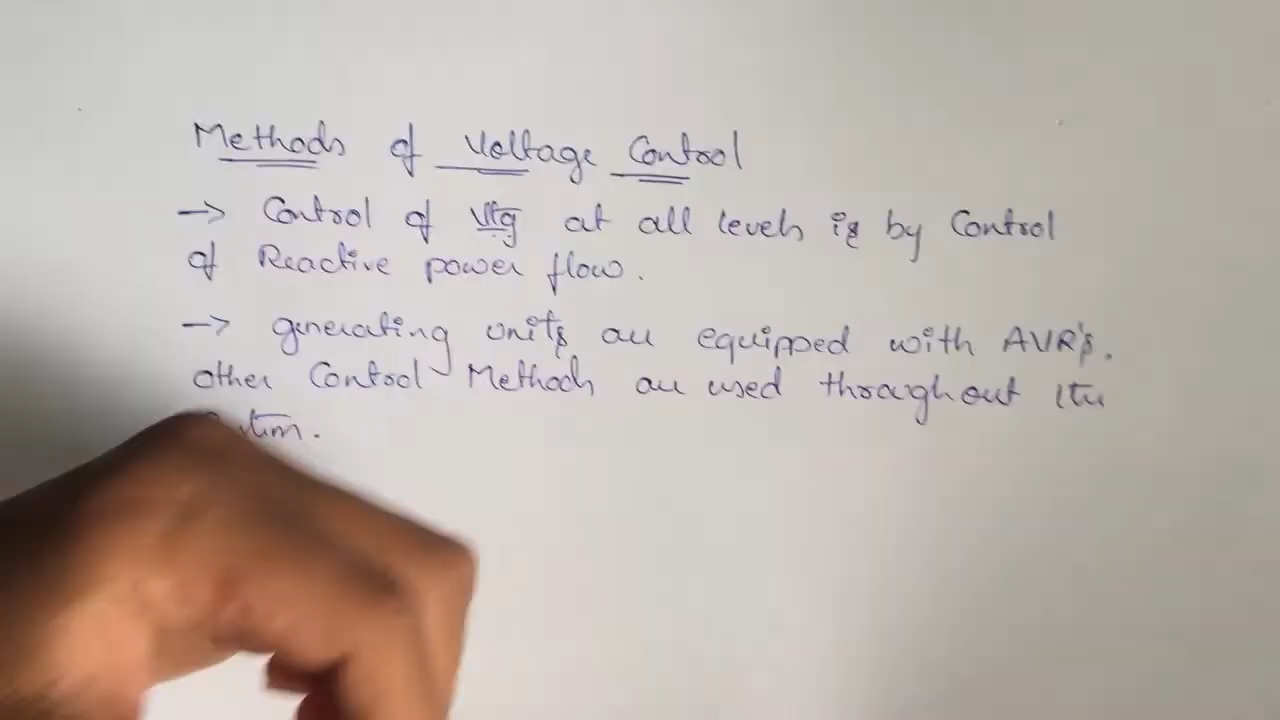 Methods of Voltage Control
→ Control of Vtg at all levels is by Control
of Reactive power flow.
→ generating units are equipped with AVR's.
other Control Methods are used throughout the